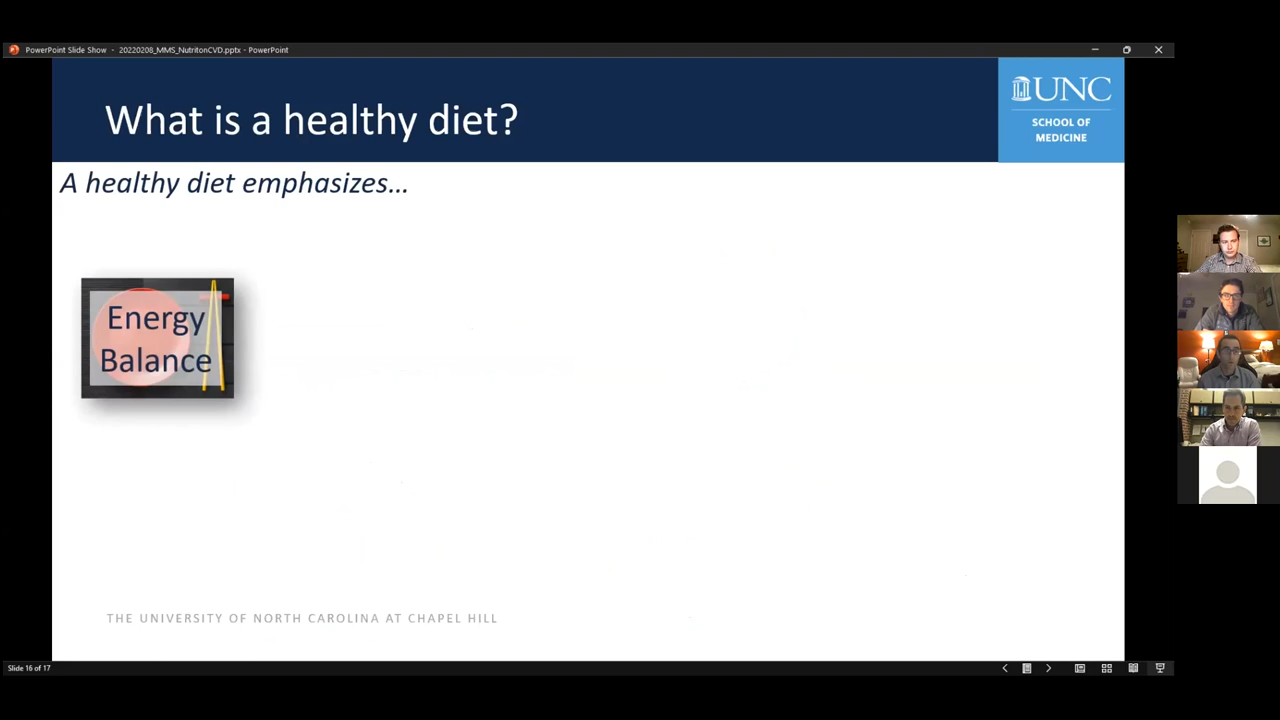 PowerPoint Slide Show - 20220208_MMS_NutritonCVD.pptx - PowerPoint
What is a healthy diet?
UNC
SCHOOL OF
MEDICINE
A healthy diet emphasizes...
Energy
Balance
THE UNIVERSITY OF NORTH CAROLINA AT CHAPEL HILL
Slide 16 of 17